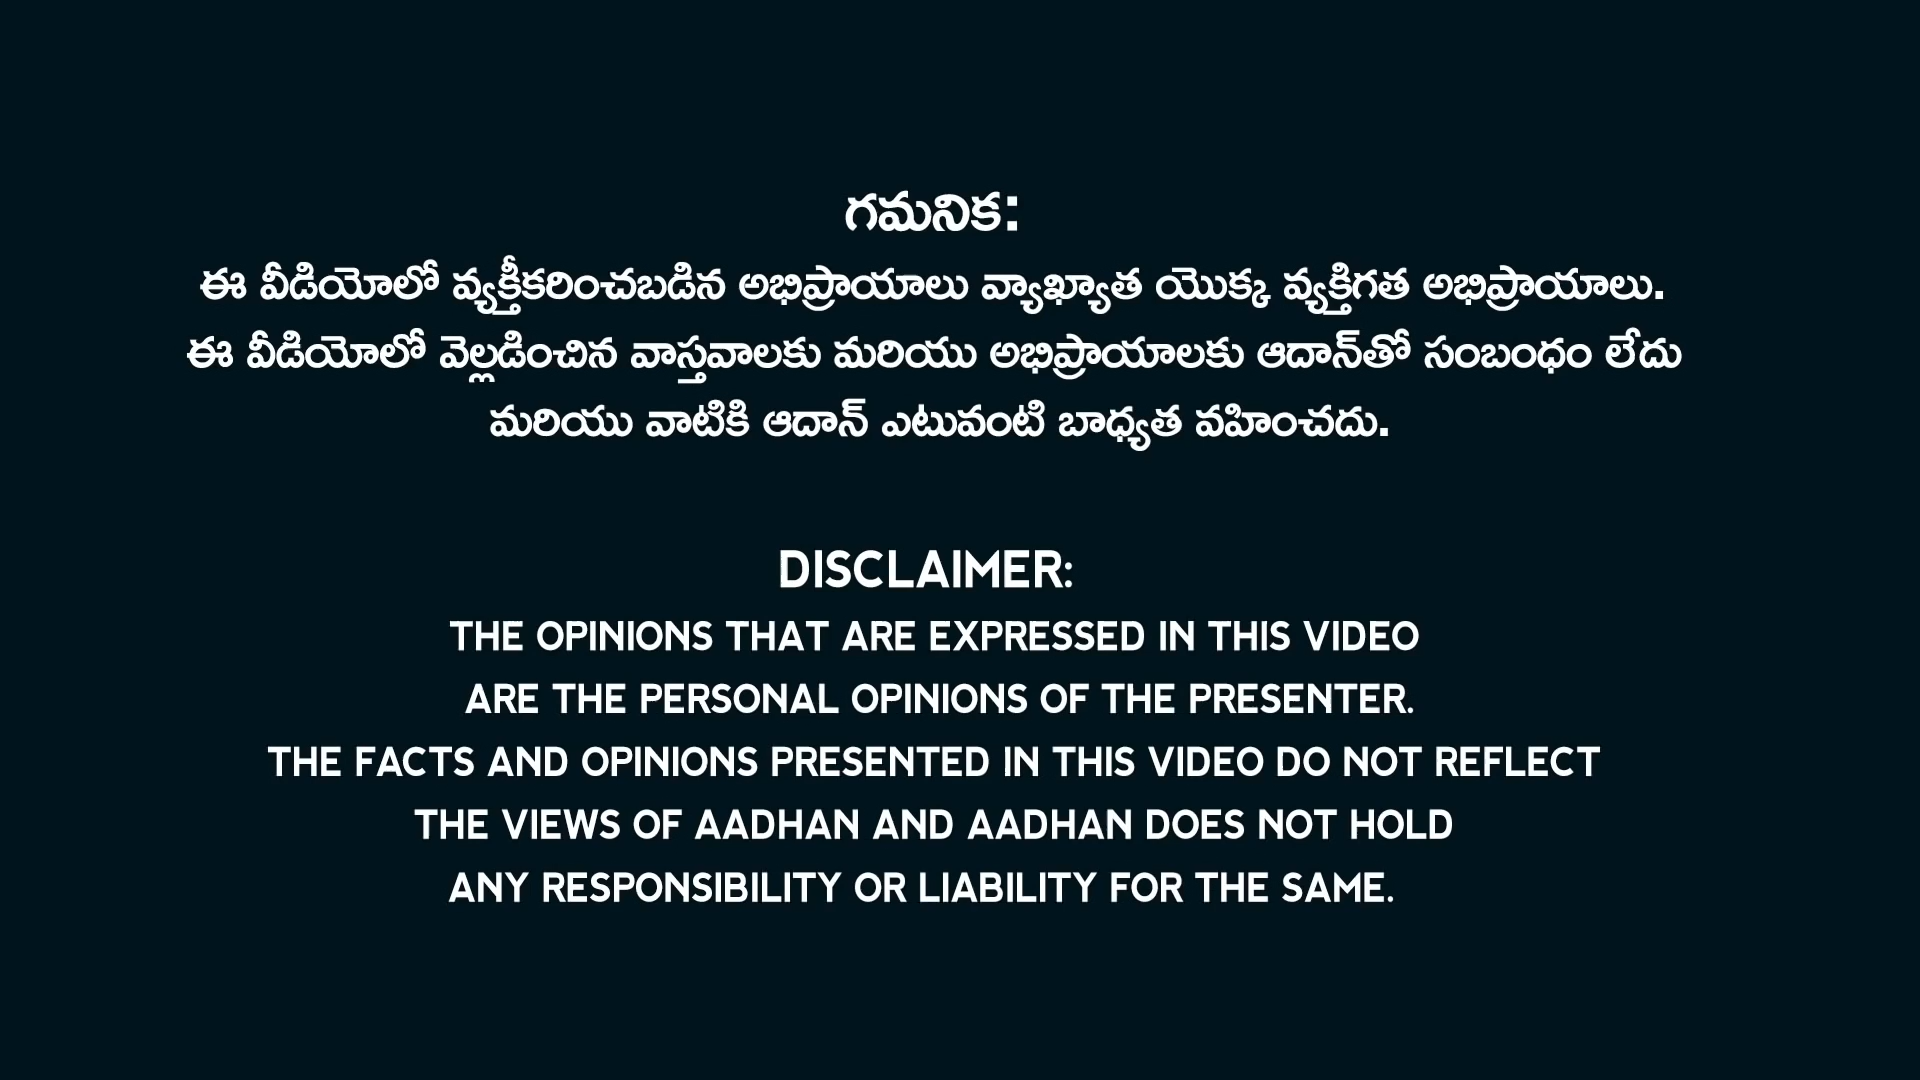 గమనిక:
ఈ వీడియోలో వ్యక్తీకరించబడిన అభిప్రాయాలు వ్యాఖ్యాత యొక్క వ్యక్తిగత అభిప్రాయాలు.
ఈ వీడియోలో వెల్లడించిన వాస్తవాలకు మరియు అభిప్రాయాలకు ఆదాన్‌తో సంబంధం లేదు
మరియు వాటికి ఆదాన్ ఎటువంటి బాధ్యత వహించదు.
DISCLAIMER:
THE OPINIONS THAT ARE EXPRESSED IN THIS VIDEO
ARE THE PERSONAL OPINIONS OF THE PRESENTER.
THE FACTS AND OPINIONS PRESENTED IN THIS VIDEO DO NOT REFLECT
THE VIEWS OF AADHAN AND AADHAN DOES NOT HOLD
ANY RESPONSIBILITY OR LIABILITY FOR THE SAME.